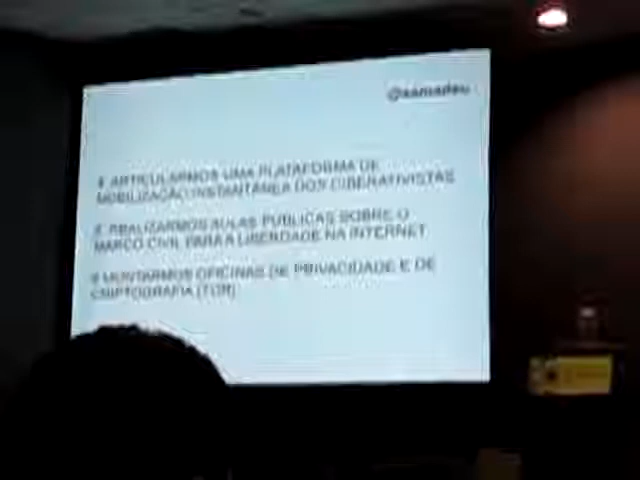 @samadeu
ARTICULARMOS UMA PLATAFORMA DE
MOBILIZAÇÃO INSTANTÂNEA DOS CIBERATIVISTAS
REALIZARMOS AULAS PÚBLICAS SOBRE O
MARCO CIVIL PARA A LIBERDADE NA INTERNET
MONTARMOS OFICINAS DE PRIVACIDADE E DE
CRIPTOGRAFIA (TOR)